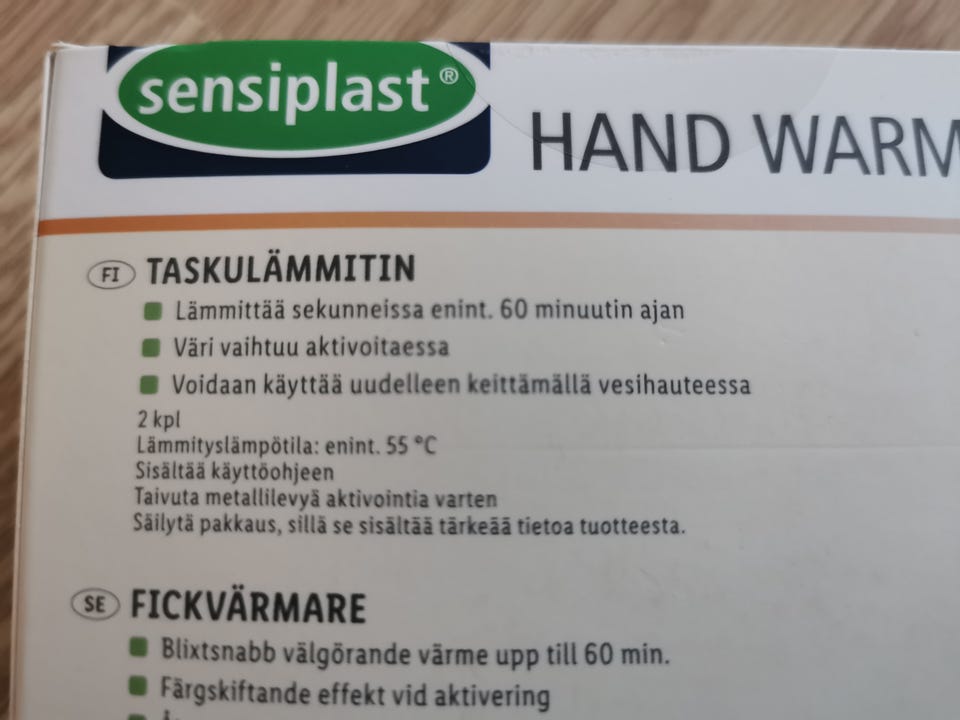 sensiplast®
HAND WARM
FI TASKULÄMMITIN
Lämmittää sekunneissa enint. 60 minuutin ajan
Väri vaihtuu aktivoitaessa
Voidaan käyttää uudelleen keittämällä vesihauteessa
2 kpl
Lämmityslämpötila: enint. 55 °C
Sisältää käyttöohjeen
Taivuta metallilevyä aktivointia varten
Säilytä pakkaus, sillä se sisältää tärkeää tietoa tuotteesta.
SE FICKVÄRMARE
Blixtsnabb välgörande värme upp till 60 min.
Färgskiftande effekt vid aktivering